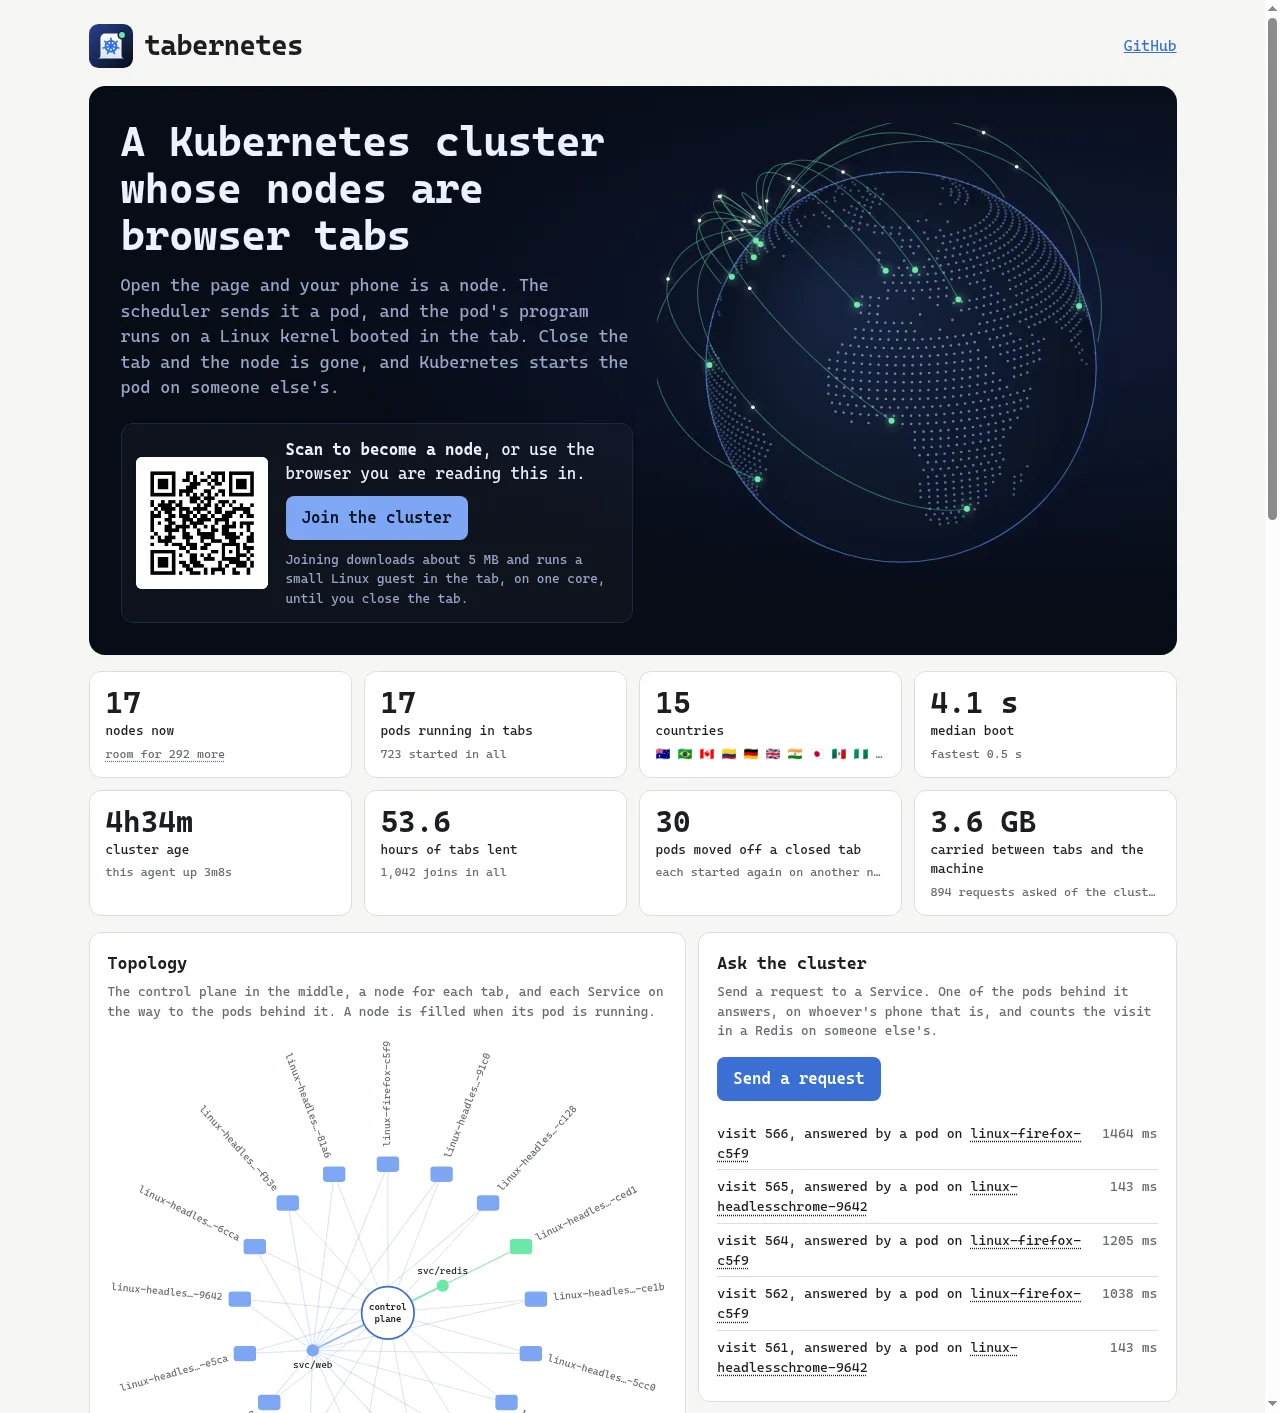 tabernetes
GitHub
A Kubernetes cluster
whose nodes are
browser tabs
Open the page and your phone is a node. The
scheduler sends it a pod, and the pod's program
runs on a Linux kernel booted in the tab. Close the
tab and the node is gone, and Kubernetes starts the
pod on someone else's.
Scan to become a node, or use the
browser you are reading this in.
Join the cluster
Joining downloads about 5 MB and runs a
small Linux guest in the tab, on one core,
until you close the tab.
17
nodes now
room for 292 more
17
pods running in tabs
723 started in all
15
countries
…
4.1 s
median boot
fastest 0.5 s
4h34m
cluster age
this agent up 3m8s
53.6
hours of tabs lent
1,042 joins in all
30
pods moved off a closed tab
each started again on another n…
3.6 GB
carried between tabs and the
machine
894 requests asked of the clust…
Topology
The control plane in the middle, a node for each tab, and each Service on
the way to the pods behind it. A node is filled when its pod is running.
linux-firefox-c5f9
linux-headles…-81a6
linux-headles…-91c0
linux-headles…-fb3e
linux-headles…-c128
linux-headles…-6cca
linux-headles…-ced1
svc/redis
linux-headles…-9642
linux-headles…-ce1b
control
plane
svc/web
linux-headles…-e5ca
linux-headles…-5cc0
Ask the cluster
Send a request to a Service. One of the pods behind it
answers, on whoever's phone that is, and counts the visit
in a Redis on someone else's.
Send a request
visit 566, answered by a pod on linux-firefox- 1464 ms
c5f9
visit 565, answered by a pod on linux- 143 ms
headlesschrome-9642
visit 564, answered by a pod on linux-firefox- 1205 ms
c5f9
visit 562, answered by a pod on linux-firefox- 1038 ms
c5f9
visit 561, answered by a pod on linux- 143 ms
headlesschrome-9642